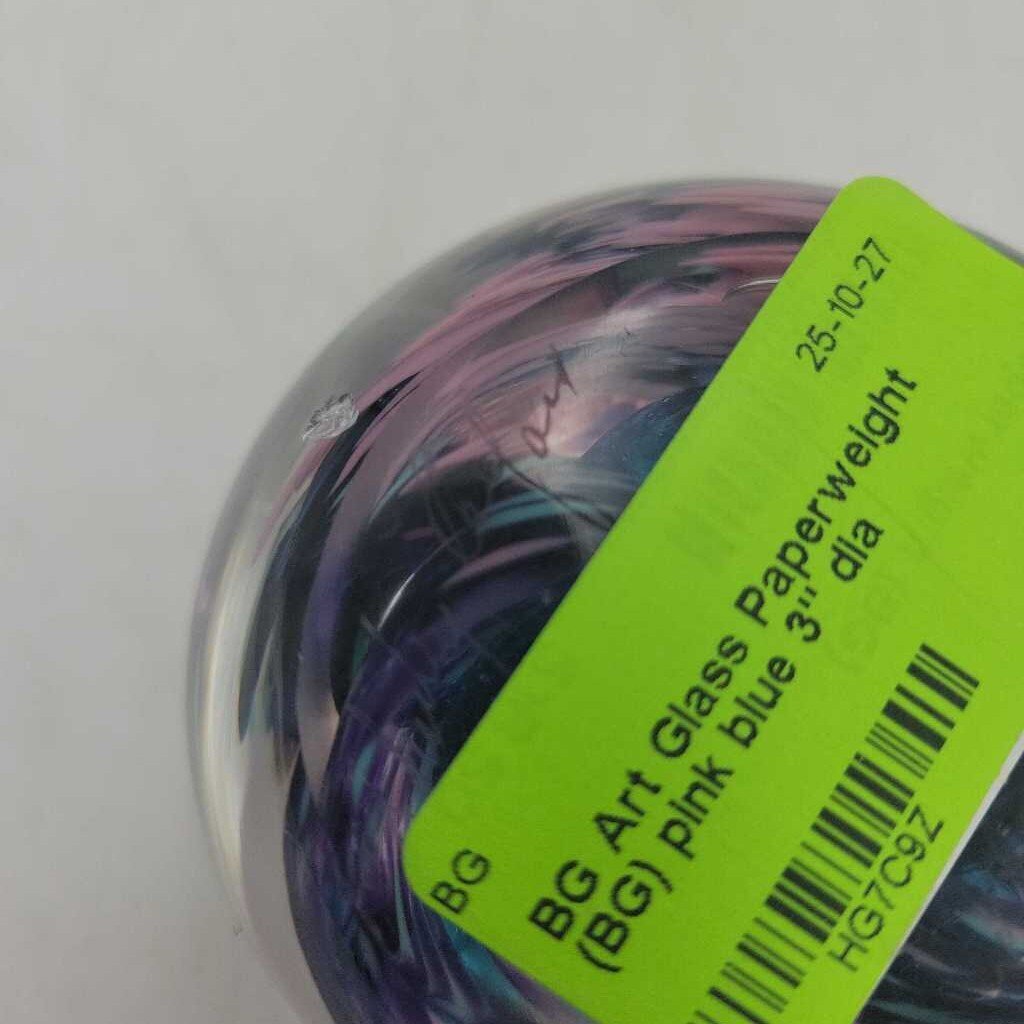 25-10-27
BG
BG Art Glass Paperweight
(BG) pink blue 3" dia
HG7C9Z